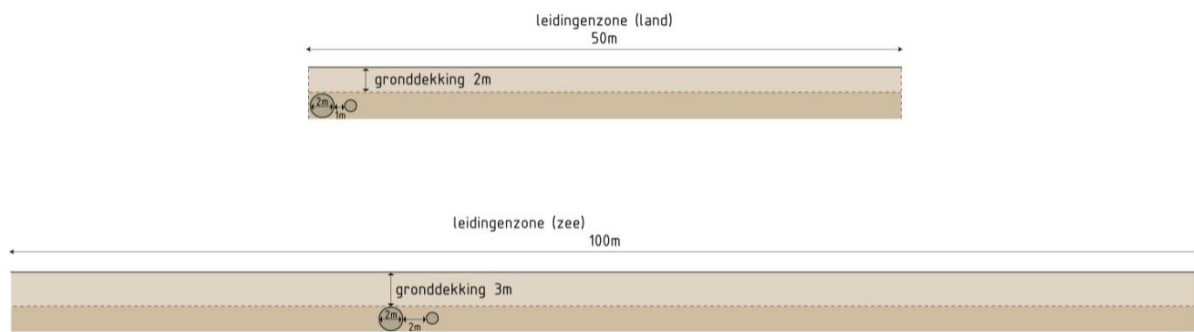 leidingenzone (land)
50m
gronddekking 2m
2m
1m
leidingenzone (zee)
100m
gronddekking 3m
2m
2m